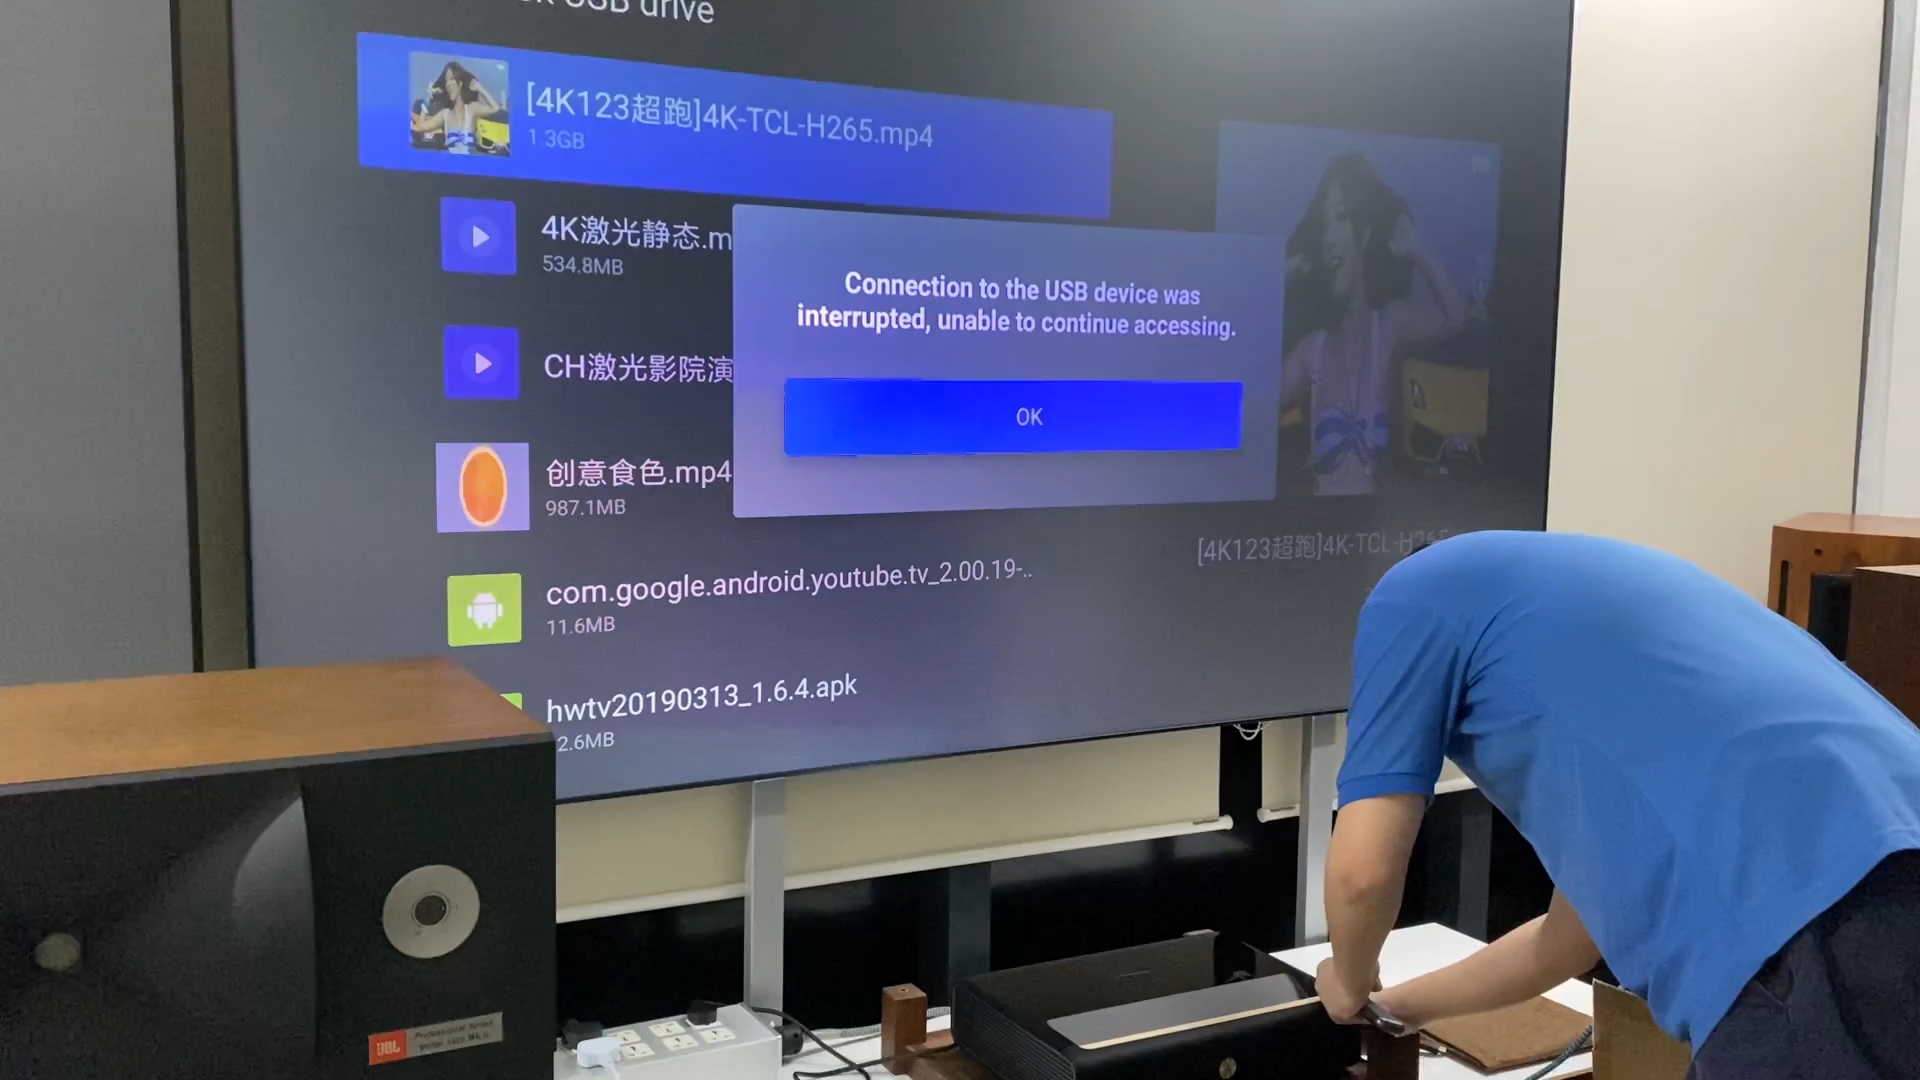 USB drive
[4K123超跑]4K-TCL-H265.mp4
1.3GB
4K激光静态.m
534.8MB
CH激光影院演
创意食色.mp4
987.1MB
com.google.android.youtube.tv_2.00.19-..
11.6MB
hwtv20190313_1.6.4.apk
2.6MB
Connection to the USB device was
interrupted, unable to continue accessing.
OK
[4K123超跑]4K-TCL-H265
JBL
Professional Series